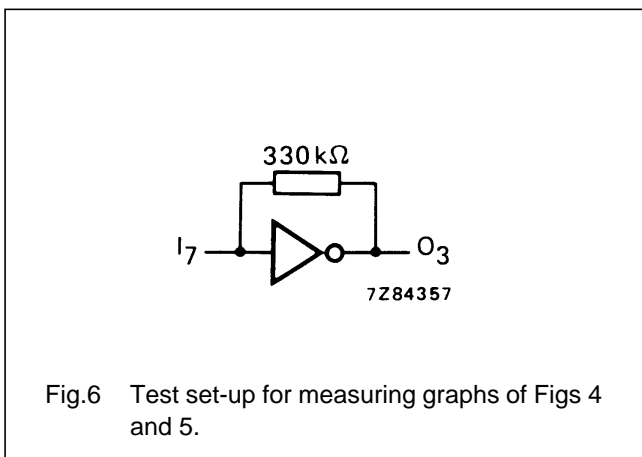 330 kΩ
I7
O3
7Z84357
Fig.6 Test set-up for measuring graphs of Figs 4
and 5.